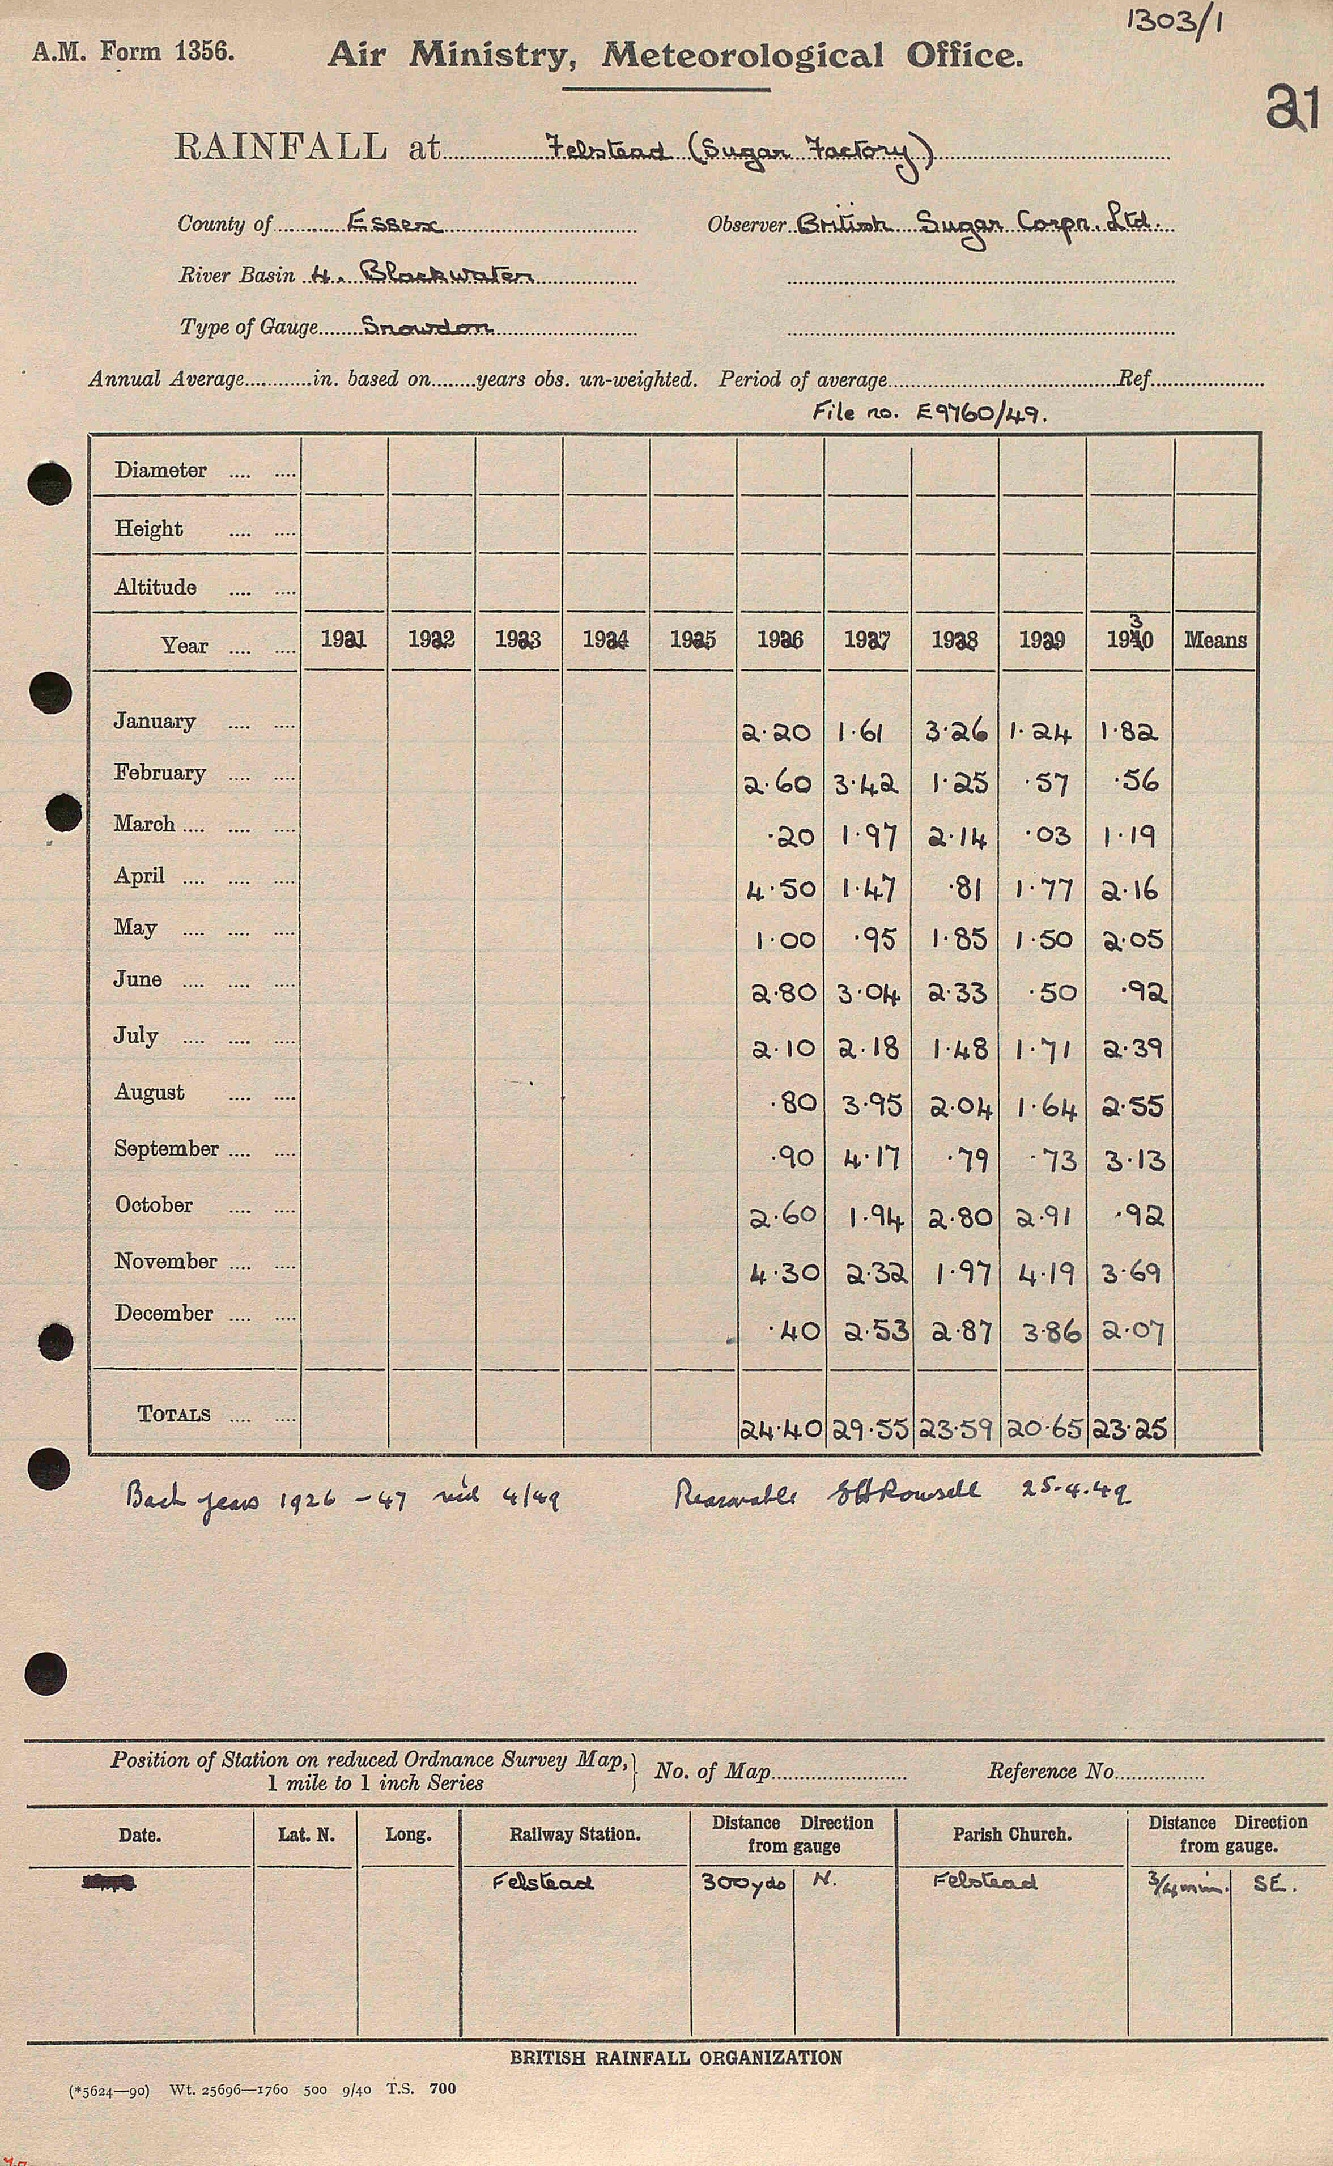 1303/1
A.M. Form 1356. Air Ministry, Meteorological Office.
21
RAINFALL at Felstead (Sugar Factory)
County of Essex Observer British Sugar Corpn. Ltd.
River Basin 4. Blackwater
Type of Gauge Snowdon
Annual Average............in. based on........years obs. un-weighted. Period of average............Ref............
File no. E9760/49.
Diameter .... ....
Height .... ....
Altitude .... ....
Year .... .... 1921 1922 1923 1924 1925 1926 1927 1928 1929 1930 Means
January .... .... 2·20 1·61 3·26 1·24 1·82
February .... .... 2·60 3·42 1·25 ·57 ·56
March .... .... .... ·20 1·97 2·14 ·03 1·19
April .... .... .... 4·50 1·47 ·81 1·77 2·16
May .... .... .... 1·00 ·95 1·85 1·50 2·05
June .... .... .... 2·80 3·04 2·33 ·50 ·92
July .... .... .... 2·10 2·18 1·48 1·71 2·39
August .... .... ·80 3·95 2·04 1·64 2·55
September .... .... ·90 4·17 ·79 ·73 3·13
October .... .... 2·60 1·94 2·80 2·91 ·92
November .... .... 4·30 2·32 1·97 4·19 3·69
December .... .... ·40 2·53 2·87 3·86 2·07
TOTALS .... .... 24·40 29·55 23·59 20·65 23·25
Back years 1926 - 47 rec'd 4/49 Reasonable Rowsell 25.4.49
Position of Station on reduced Ordnance Survey Map, 1 mile to 1 inch Series } No. of Map............ Reference No............
Date. Lat. N. Long. Railway Station. Distance Direction from gauge Parish Church. Distance Direction from gauge.
Felstead 300yds N. Felstead 3/4 min. SE.
BRITISH RAINFALL ORGANIZATION
(*5624—90) Wt. 25696—1760 500 9/40 T.S. 700